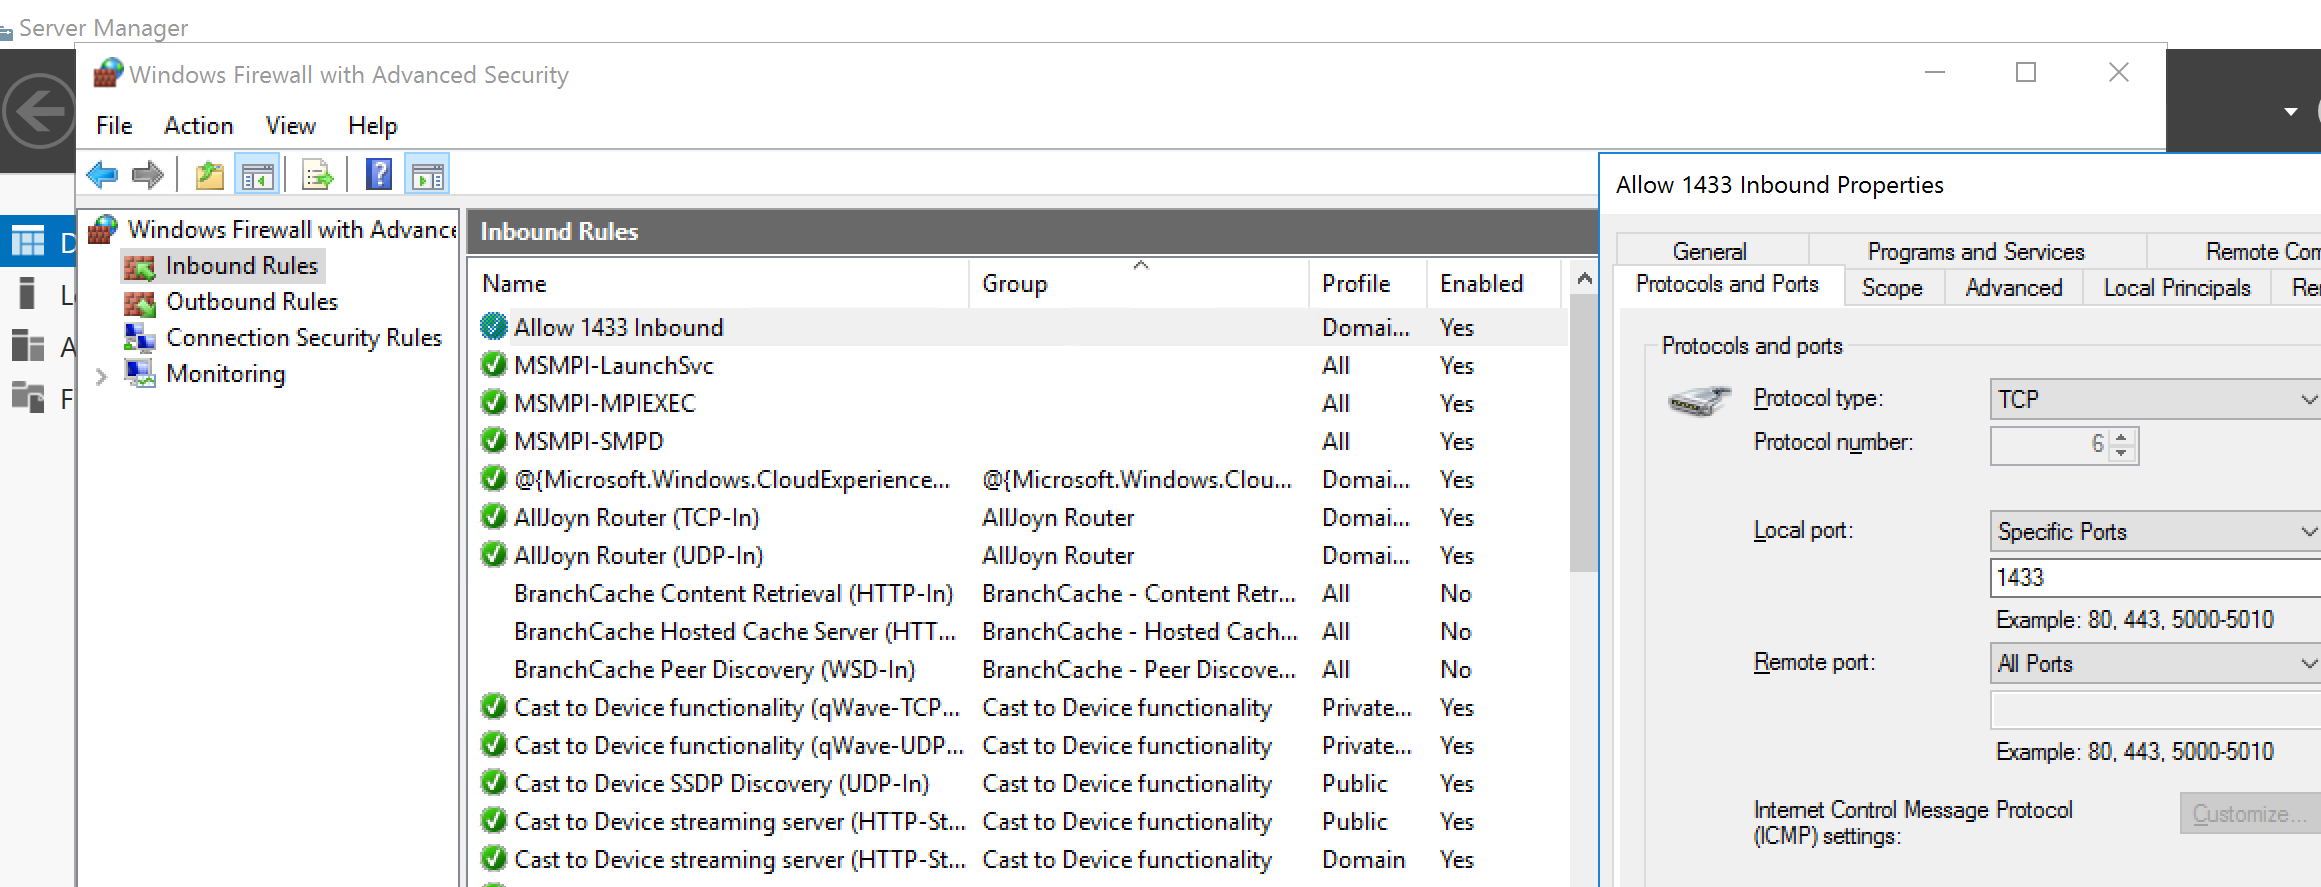 Server Manager
Windows Firewall with Advanced Security
File Action View Help
Windows Firewall with Advance
Inbound Rules
Outbound Rules
Connection Security Rules
Monitoring
Inbound Rules
Name Group Profile Enabled
Allow 1433 Inbound Domai... Yes
MSMPI-LaunchSvc All Yes
MSMPI-MPIEXEC All Yes
MSMPI-SMPD All Yes
@{Microsoft.Windows.CloudExperience... @{Microsoft.Windows.Clou... Domai... Yes
AllJoyn Router (TCP-In) AllJoyn Router Domai... Yes
AllJoyn Router (UDP-In) AllJoyn Router Domai... Yes
BranchCache Content Retrieval (HTTP-In) BranchCache - Content Retr... All No
BranchCache Hosted Cache Server (HTT... BranchCache - Hosted Cach... All No
BranchCache Peer Discovery (WSD-In) BranchCache - Peer Discove... All No
Cast to Device functionality (qWave-TCP... Cast to Device functionality Private... Yes
Cast to Device functionality (qWave-UDP... Cast to Device functionality Private... Yes
Cast to Device SSDP Discovery (UDP-In) Cast to Device functionality Public Yes
Cast to Device streaming server (HTTP-St... Cast to Device functionality Public Yes
Cast to Device streaming server (HTTP-St... Cast to Device functionality Domain Yes
Allow 1433 Inbound Properties
General Programs and Services Remote Com
Protocols and Ports Scope Advanced Local Principals Re
Protocols and ports
Protocol type: TCP
Protocol number: 6
Local port: Specific Ports
1433
Example: 80, 443, 5000-5010
Remote port: All Ports
Example: 80, 443, 5000-5010
Internet Control Message Protocol
(ICMP) settings:
Customize...